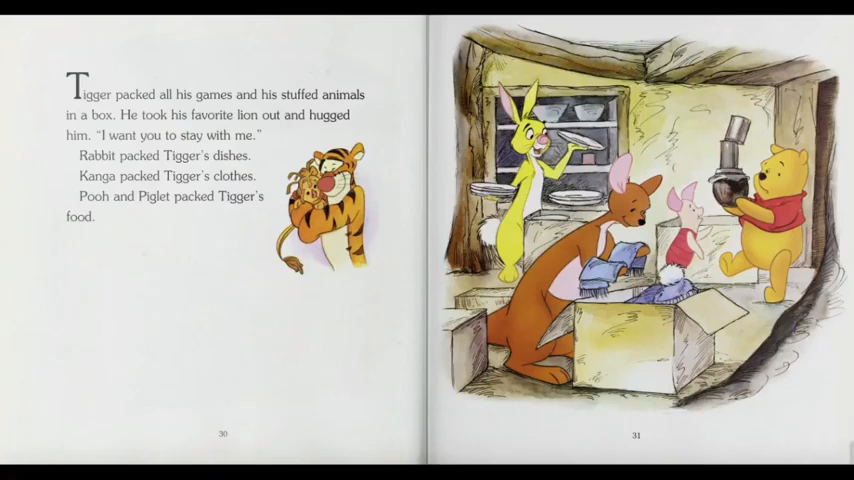 Tigger packed all his games and his stuffed animals
in a box. He took his favorite lion out and hugged
him. "I want you to stay with me."
Rabbit packed Tigger's dishes.
Kanga packed Tigger's clothes.
Pooh and Piglet packed Tigger's
food.
30
31